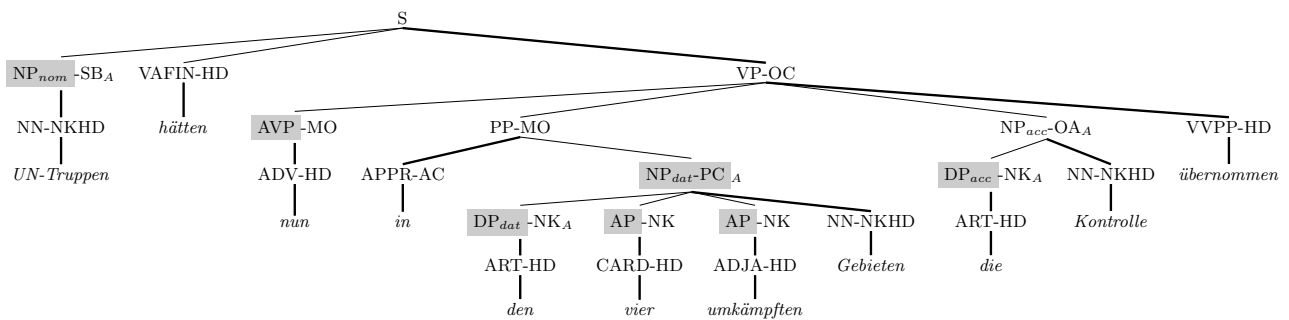 S
NP_nom-SB_A VAFIN-HD VP-OC
NN-NKHD hätten AVP-MO PP-MO NP_acc-OA_A VVPP-HD
UN-Truppen ADV-HD APPR-AC NP_dat-PC_A DP_acc-NK_A NN-NKHD übernommen
nun in DP_dat-NK_A AP-NK AP-NK NN-NKHD ART-HD Kontrolle
ART-HD CARD-HD ADJA-HD Gebieten die
den vier umkämpften